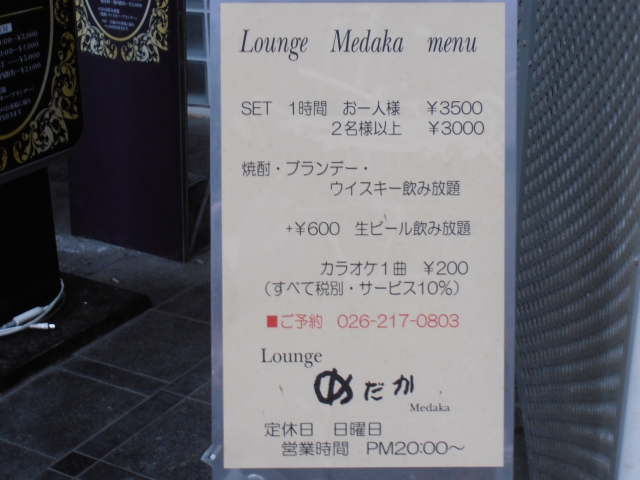 Lounge Medaka menu
SET 1時間 お一人様 ¥3500
2名様以上 ¥3000
焼酎・ブランデー・
ウイスキー飲み放題
+¥600 生ビール飲み放題
カラオケ1曲 ¥200
（すべて税別・サービス10%）
■ご予約 026-217-0803
Lounge
めだか
Medaka
定休日 日曜日
営業時間 PM20:00～